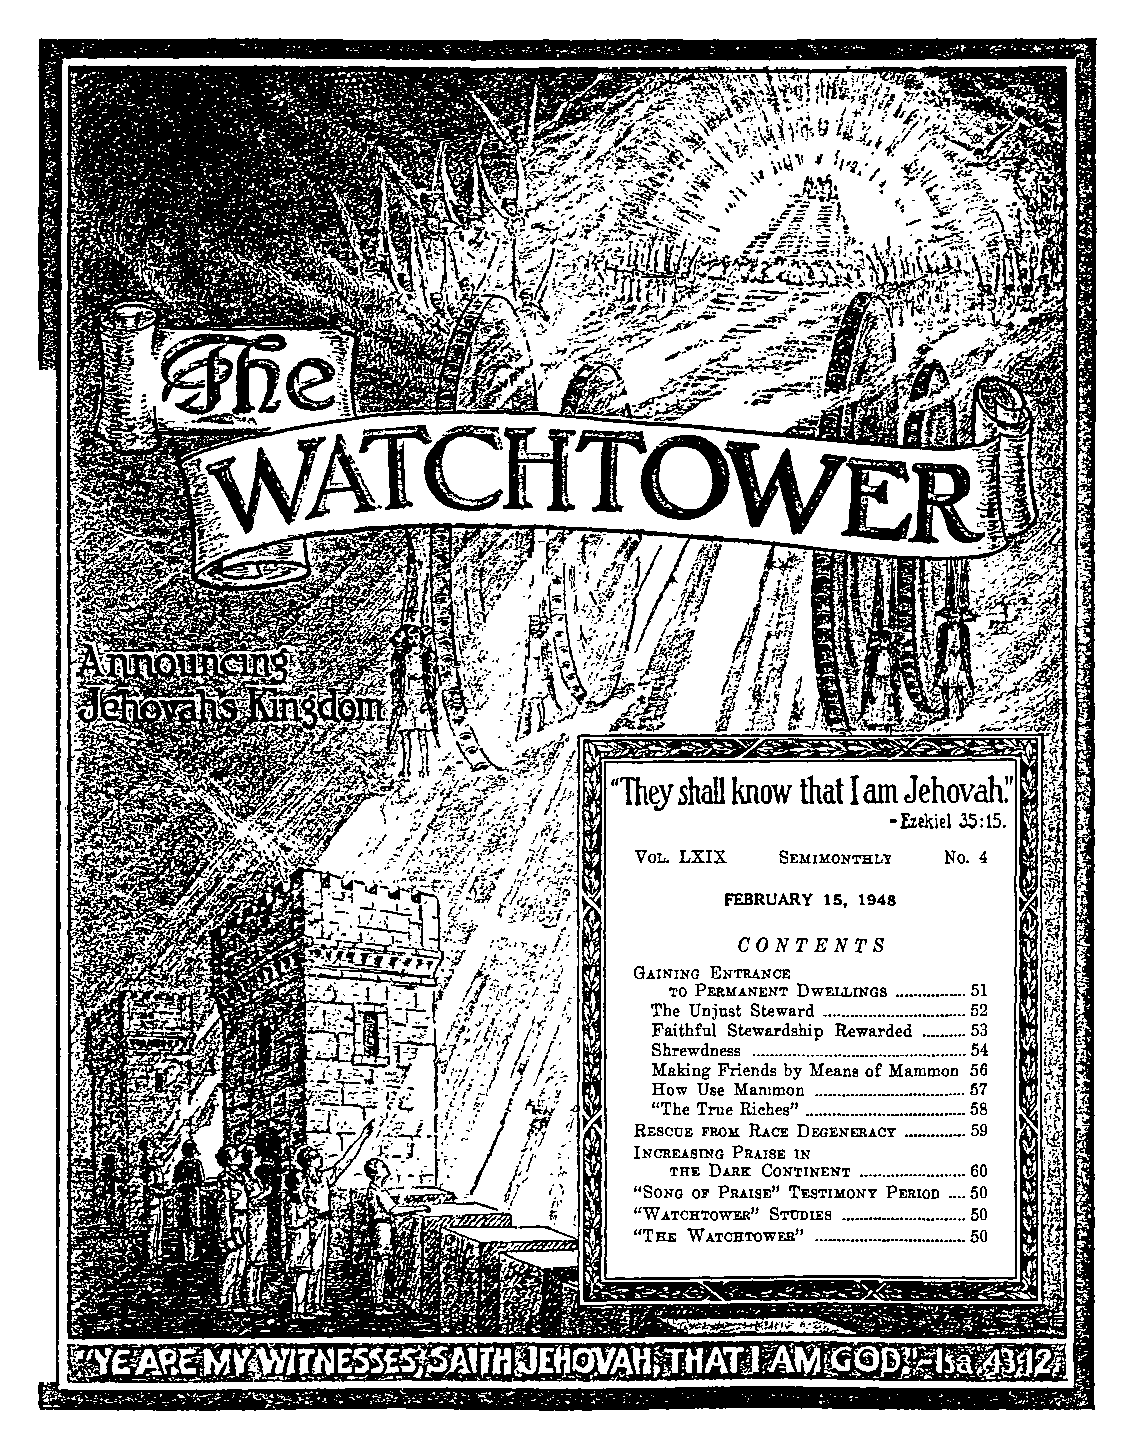 The
WATCHTOWER
Announcing
Jehovah's Kingdom
"They shall know that I am Jehovah."
-Ezekiel 35:15.
VOL. LXIX SEMIMONTHLY No. 4
FEBRUARY 15, 1948
CONTENTS
GAINING ENTRANCE
TO PERMANENT DWELLINGS ................ 51
The Unjust Steward ................ 52
Faithful Stewardship Rewarded ......... 53
Shrewdness ................ 54
Making Friends by Means of Mammon 56
How Use Mammon ................ 57
"The True Riches" ................ 58
RESCUE FROM RACE DEGENERACY ............. 59
INCREASING PRAISE IN
THE DARK CONTINENT ................ 60
"SONG OF PRAISE" TESTIMONY PERIOD .... 50
"WATCHTOWER" STUDIES ................ 50
"THE WATCHTOWER" ................ 50
"YE ARE MY WITNESSES, SAITH JEHOVAH, THAT I AM GOD."-Isa. 43:12.